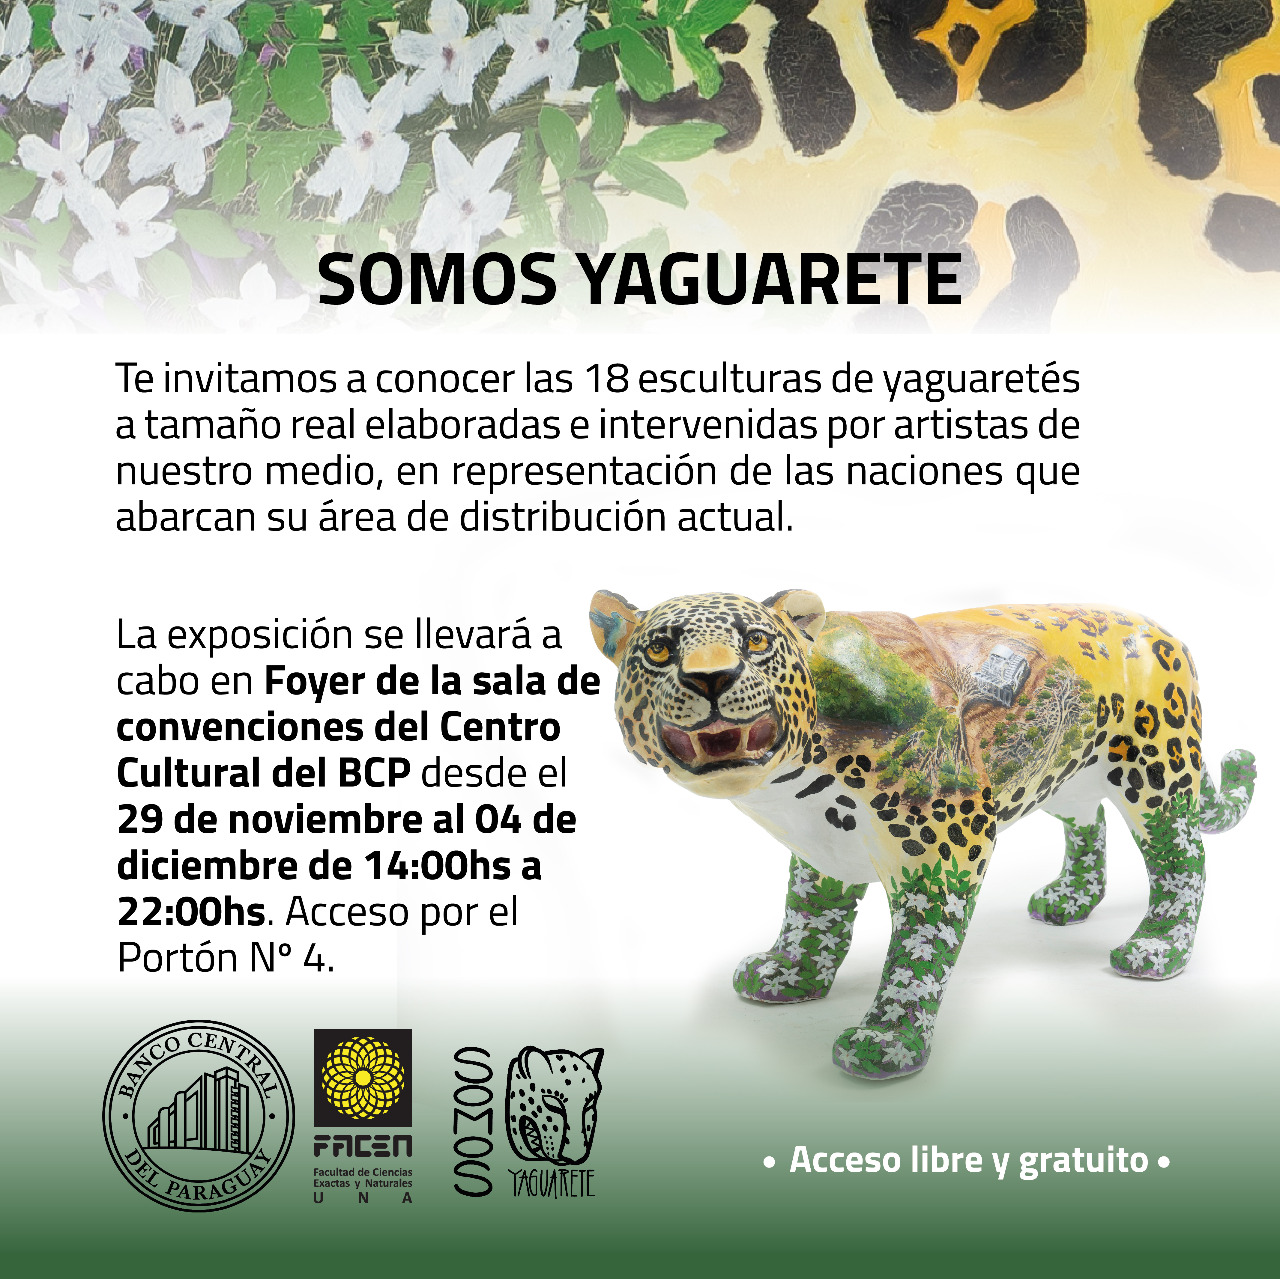 SOMOS YAGUARETE
Te invitamos a conocer las 18 esculturas de yaguaretés
a tamaño real elaboradas e intervenidas por artistas de
nuestro medio, en representación de las naciones que
abarcan su área de distribución actual.
La exposición se llevará a
cabo en Foyer de la sala de
convenciones del Centro
Cultural del BCP desde el
29 de noviembre al 04 de
diciembre de 14:00hs a
22:00hs. Acceso por el
Portón Nº 4.
BANCO CENTRAL
DEL PARAGUAY
FACEN
Facultad de Ciencias
Exactas y Naturales
U N A
SOMOS
YAGUARETE
• Acceso libre y gratuito •